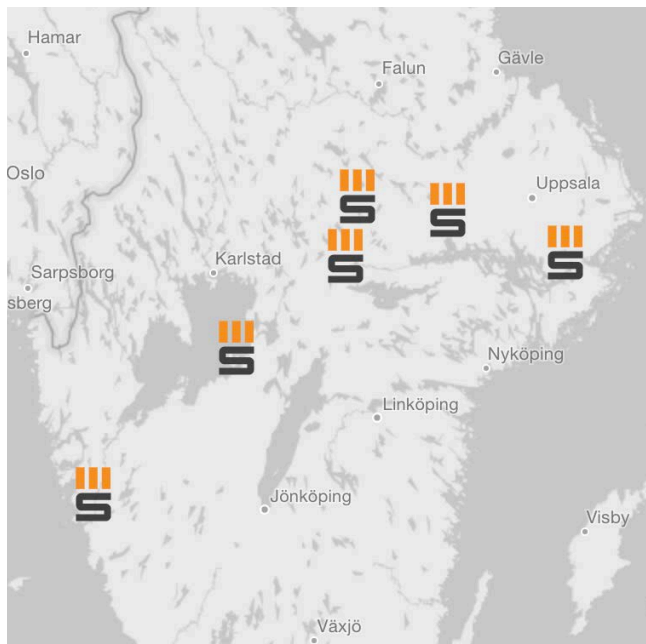 Hamar
Gävle
Falun
Oslo
Uppsala
Karlstad
Sarpsborg
sberg
Nyköping
Linköping
Jönköping
Visby
Växjö
S
S
S
S
S
S